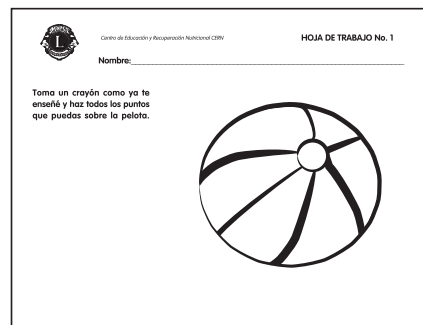 L
Centro de Educación y Recuperación Nutricional CERN
HOJA DE TRABAJO No. 1
Nombre:
Toma un crayón como ya te
enseñé y haz todos los puntos
que puedas sobre la pelota.